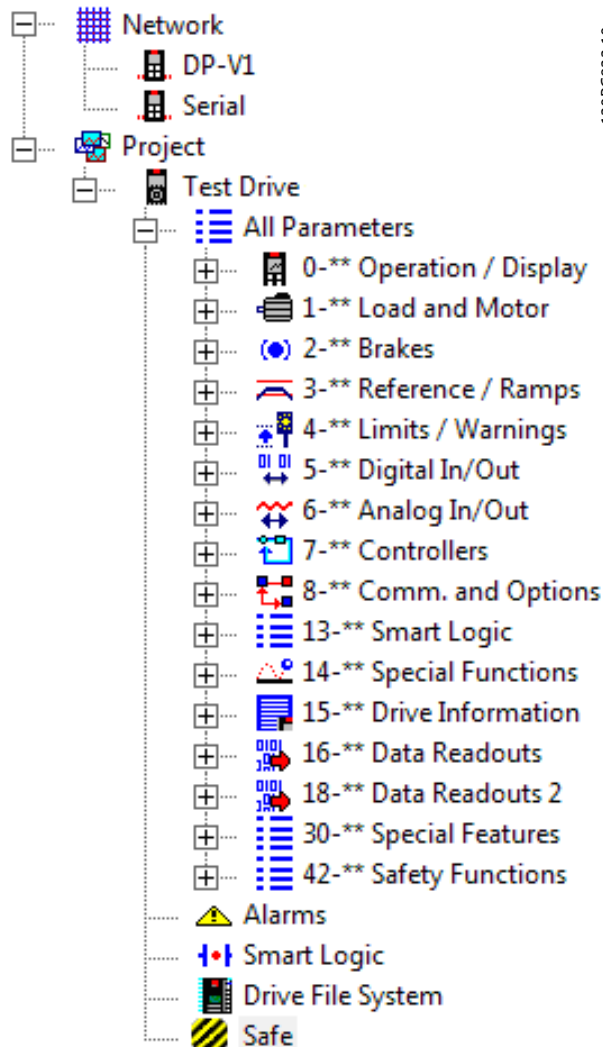 Network
DP-V1
Serial
Project
Test Drive
All Parameters
0-** Operation / Display
1-** Load and Motor
2-** Brakes
3-** Reference / Ramps
4-** Limits / Warnings
5-** Digital In/Out
6-** Analog In/Out
7-** Controllers
8-** Comm. and Options
13-** Smart Logic
14-** Special Functions
15-** Drive Information
16-** Data Readouts
18-** Data Readouts 2
30-** Special Features
42-** Safety Functions
Alarms
Smart Logic
Drive File System
Safe